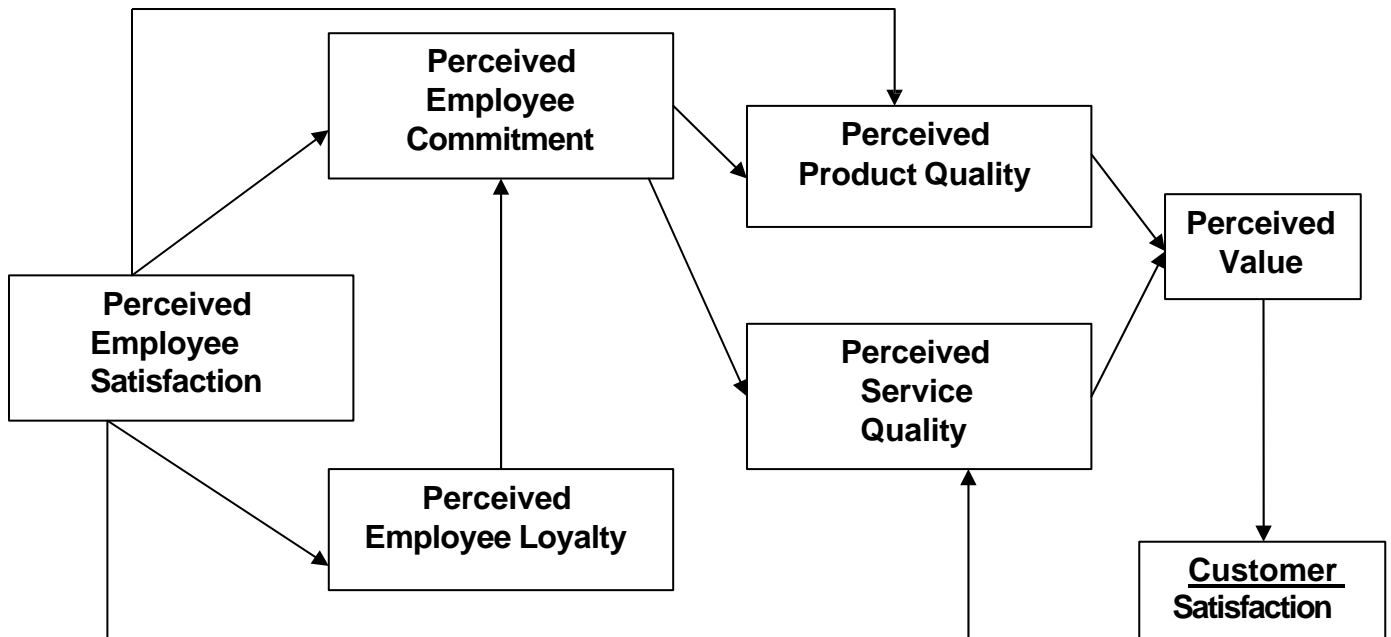 Perceived
Employee
Commitment
Perceived
Product Quality
Perceived
Value
Perceived
Employee
Satisfaction
Perceived
Service
Quality
Perceived
Employee Loyalty
Customer
Satisfaction